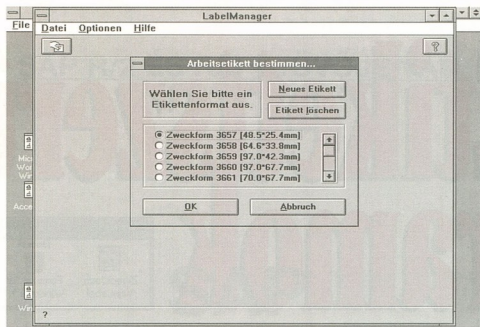 LabelManager
File
Datei Optionen Hilfe
?
Arbeitsetikett bestimmen...
Wählen Sie bitte ein
Etikettenformat aus.
Neues Etikett
Etikett löschen
Zweckform 3657 [48.5*25.4mm]
Zweckform 3658 [64.6*33.8mm]
Zweckform 3659 [97.0*42.3mm]
Zweckform 3660 [97.0*67.7mm]
Zweckform 3661 [70.0*67.7mm]
OK
Abbruch
?